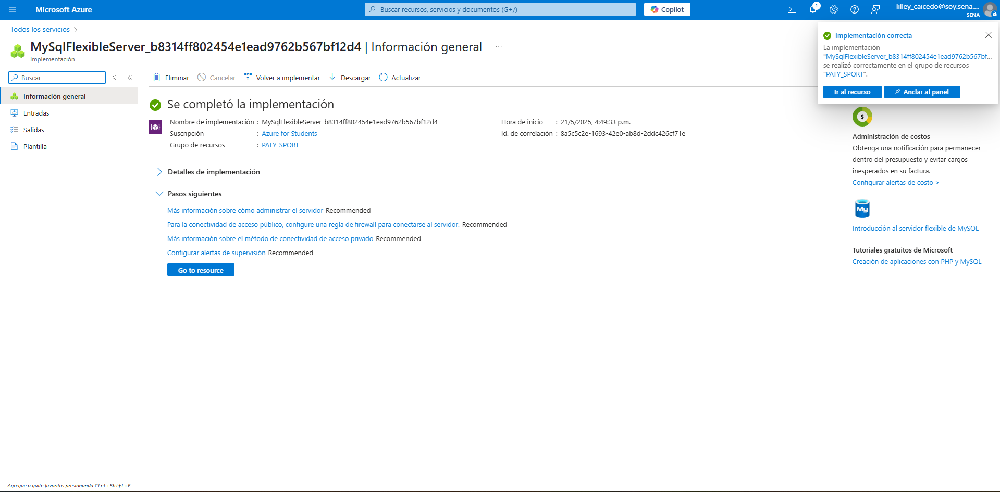 Microsoft Azure
Buscar recursos, servicios y documentos (G+/)
Copilot
1
lilley_caicedo@soy.sena....
SENA
Todos los servicios
MySqlFlexibleServer_b8314ff802454e1ead9762b567bf12d4 | Información general
...
Implementación
Buscar
Eliminar
Cancelar
Volver a implementar
Descargar
Actualizar
Información general
Entradas
Salidas
Plantilla
Se completó la implementación
Nombre de implementación : MySqlFlexibleServer_b8314ff802454e1ead9762b567bf12d4
Suscripción : Azure for Students
Grupo de recursos : PATY_SPORT
Hora de inicio : 21/5/2025, 4:49:33 p.m.
Id. de correlación : 8a5c5c2e-1693-42e0-ab8d-2ddc426cf71e
Detalles de implementación
Pasos siguientes
Más información sobre cómo administrar el servidor Recommended
Para la conectividad de acceso público, configure una regla de firewall para conectarse al servidor. Recommended
Más información sobre el método de conectividad de acceso privado Recommended
Configurar alertas de supervisión Recommended
Go to resource
Implementación correcta
La implementación
"MySqlFlexibleServer_b8314ff802454e1ead9762b567bf...
se realizó correctamente en el grupo de recursos
"PATY_SPORT".
Ir al recurso
Anclar al panel
$
Administración de costos
Obtenga una notificación para permanecer
dentro del presupuesto y evitar cargos
inesperados en su factura.
Configurar alertas de costo >
My
Introducción al servidor flexible de MySQL
Tutoriales gratuitos de Microsoft
Creación de aplicaciones con PHP y MySQL
Agregue o quite favoritos presionando Ctrl+Shift+F